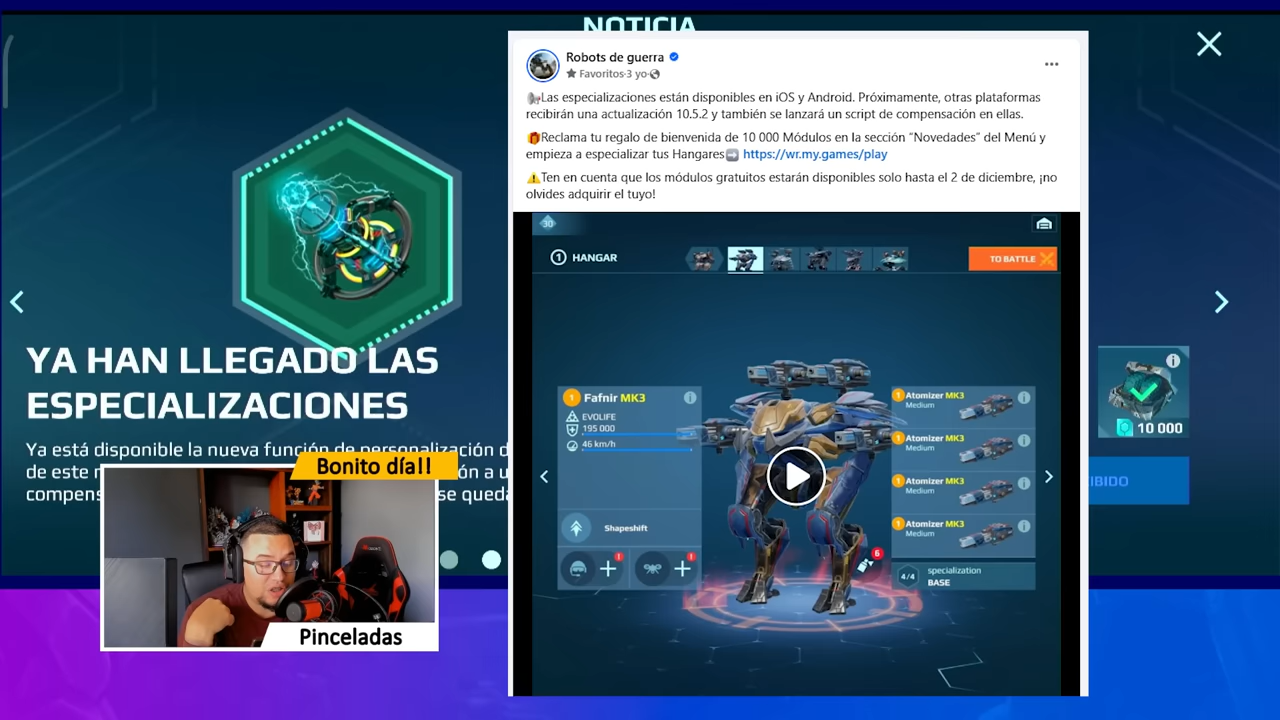 NOTICIA
Robots de guerra
Favoritos·3 yo·
Las especializaciones están disponibles en iOS y Android. Próximamente, otras plataformas
recibirán una actualización 10.5.2 y también se lanzará un script de compensación en ellas.
Reclama tu regalo de bienvenida de 10 000 Módulos en la sección "Novedades" del Menú y
empieza a especializar tus Hangares https://wr.my.games/play
Ten en cuenta que los módulos gratuitos estarán disponibles solo hasta el 2 de diciembre, ¡no
olvides adquirir el tuyo!
30
1 HANGAR
TO BATTLE
1 Fafnir MK3
EVOLIFE
195 000
46 km/h
Shapeshift
1 Atomizer MK3
Medium
1 Atomizer MK3
Medium
1 Atomizer MK3
Medium
1 Atomizer MK3
Medium
6
4/4 specialization
BASE
YA HAN LLEGADO LAS
ESPECIALIZACIONES
Ya está disponible la nueva función de personalización d
de este
ón a u
compens
se queda
10 000
IBIDO
Bonito día!!
Pinceladas